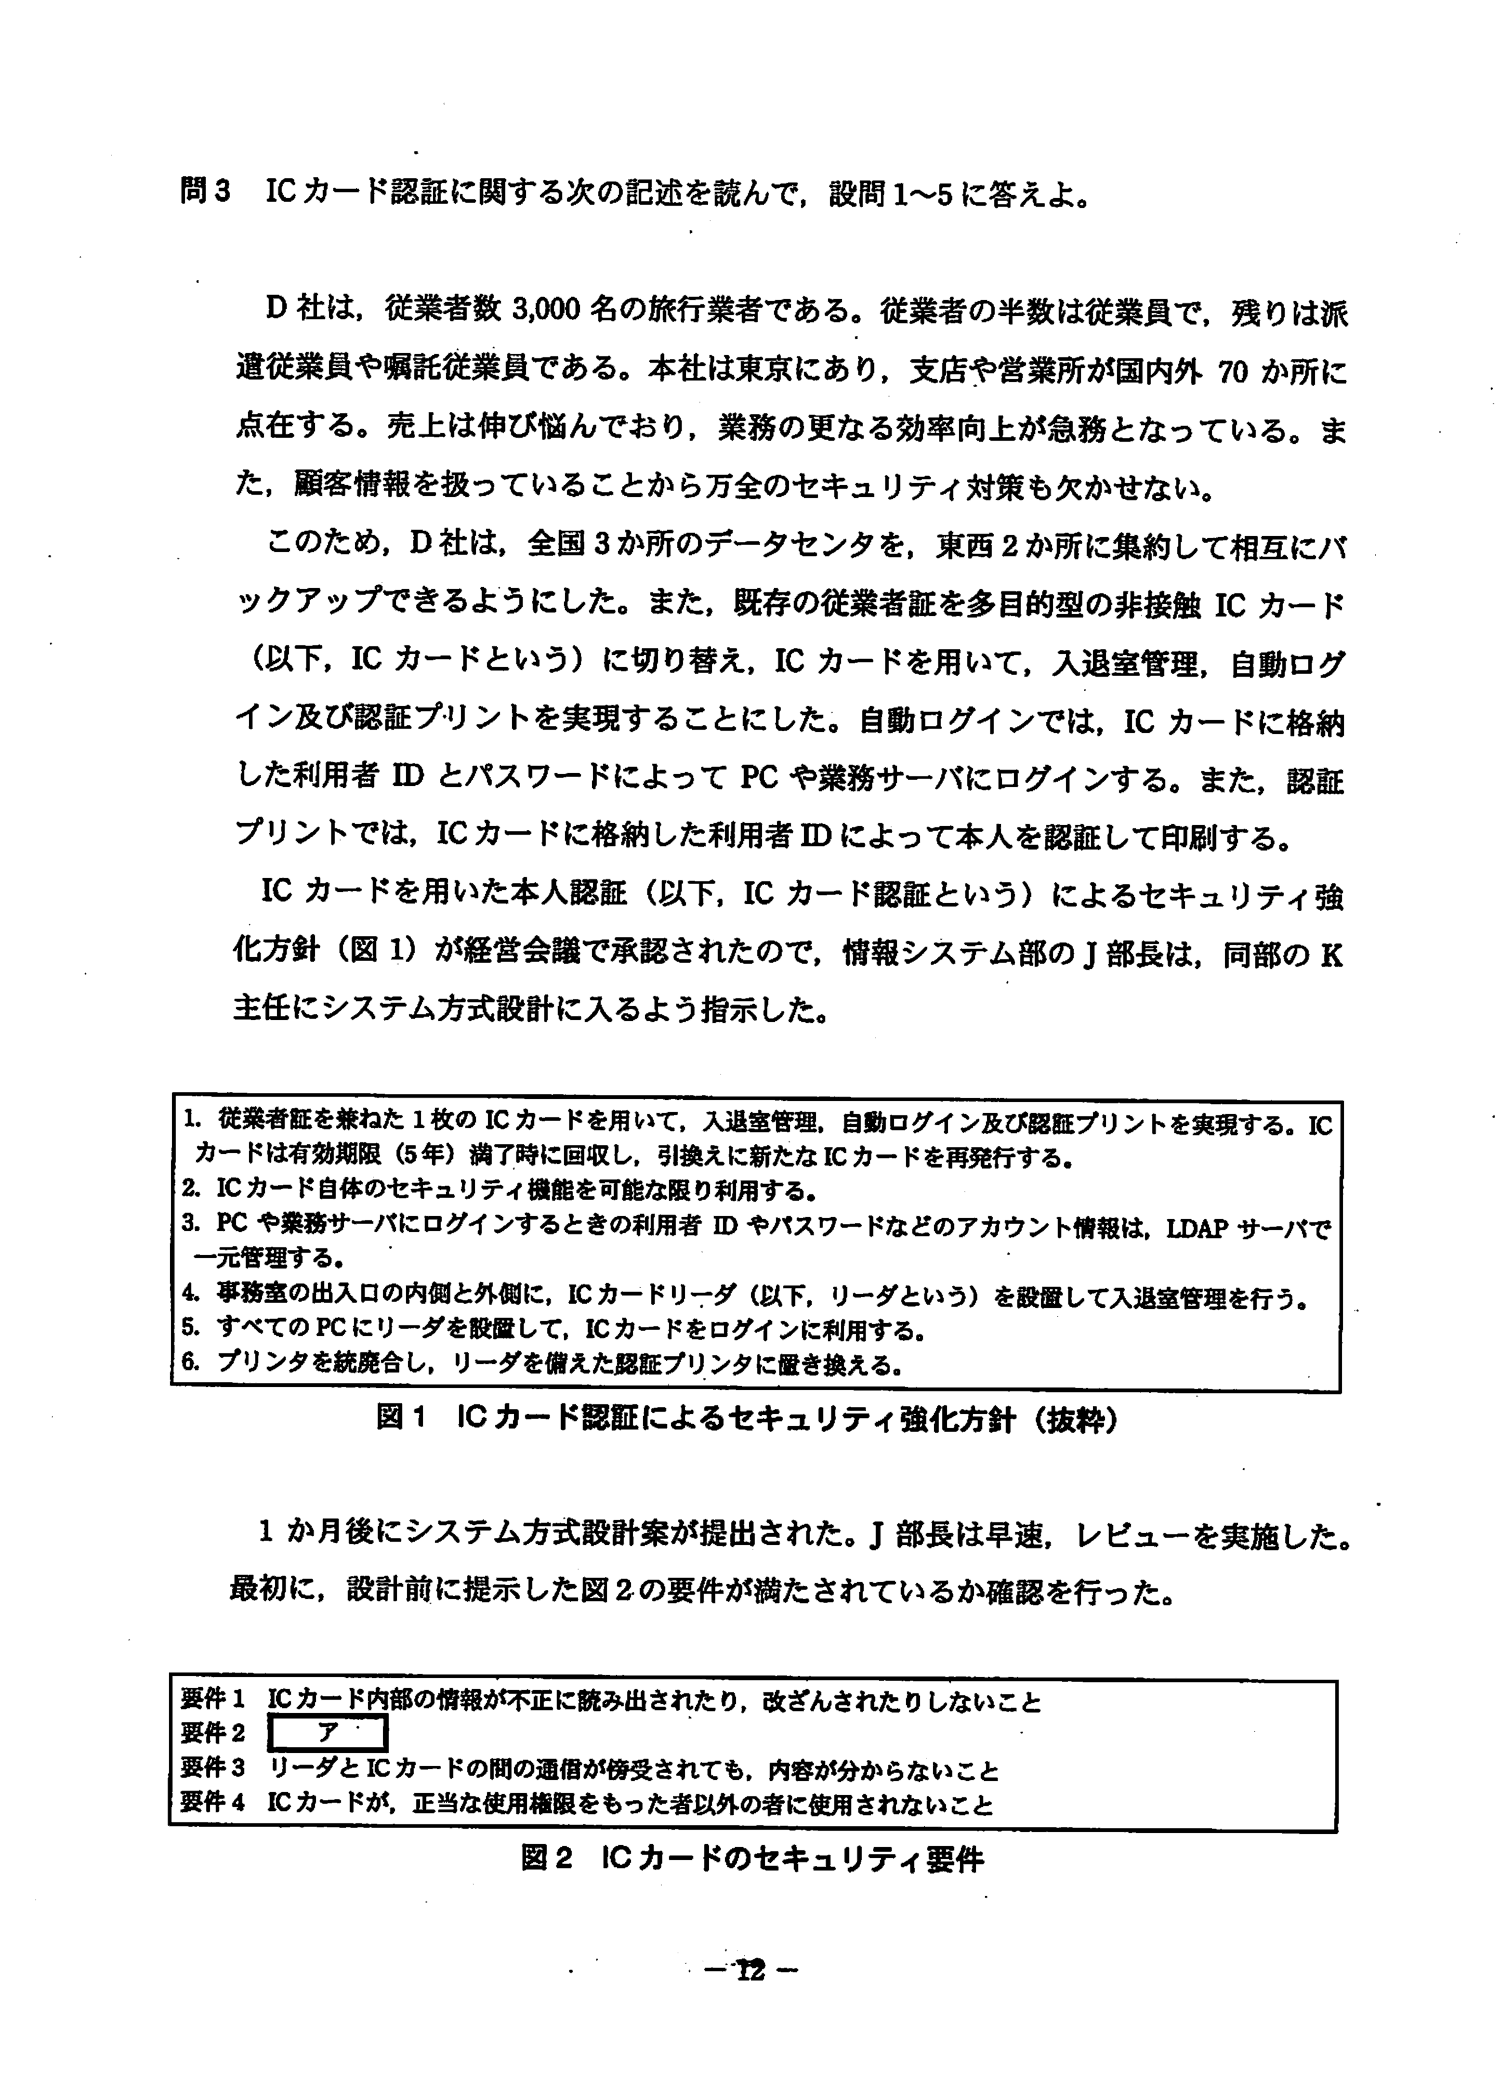 問3 ICカード認証に関する次の記述を読んで，設問1～5に答えよ。
D社は，従業者数3,000名の旅行業者である。従業者の半数は従業員で，残りは派
遣従業員や嘱託従業員である。本社は東京にあり，支店や営業所が国内外70か所に
点在する。売上は伸び悩んでおり，業務の更なる効率向上が急務となっている。ま
た，顧客情報を扱っていることから万全のセキュリティ対策も欠かせない。
このため，D社は，全国3か所のデータセンタを，東西2か所に集約して相互にバ
ックアップできるようにした。また，既存の従業者証を多目的型の非接触ICカード
（以下，ICカードという）に切り替え，ICカードを用いて，入退室管理，自動ログ
イン及び認証プリントを実現することにした。自動ログインでは，ICカードに格納
した利用者IDとパスワードによってPCや業務サーバにログインする。また，認証
プリントでは，ICカードに格納した利用者IDによって本人を認証して印刷する。
ICカードを用いた本人認証（以下，ICカード認証という）によるセキュリティ強
化方針（図1）が経営会議で承認されたので，情報システム部のJ部長は，同部のK
主任にシステム方式設計に入るよう指示した。
1. 従業者証を兼ねた1枚のICカードを用いて，入退室管理，自動ログイン及び認証プリントを実現する。IC
カードは有効期限（5年）満了時に回収し，引換えに新たなICカードを再発行する。
2. ICカード自体のセキュリティ機能を可能な限り利用する。
3. PCや業務サーバにログインするときの利用者IDやパスワードなどのアカウント情報は，LDAPサーバで
一元管理する。
4. 事務室の出入口の内側と外側に，ICカードリーダ（以下，リーダという）を設置して入退室管理を行う。
5. すべてのPCにリーダを設置して，ICカードをログインに利用する。
6. プリンタを統廃合し，リーダを備えた認証プリンタに置き換える。
図1 ICカード認証によるセキュリティ強化方針（抜粋）
1か月後にシステム方式設計案が提出された。J部長は早速，レビューを実施した。
最初に，設計前に提示した図2の要件が満たされているか確認を行った。
要件1 ICカード内部の情報が不正に読み出されたり，改ざんされたりしないこと
要件2 ア
要件3 リーダとICカードの間の通信が傍受されても，内容が分からないこと
要件4 ICカードが，正当な使用権限をもった者以外の者に使用されないこと
図2 ICカードのセキュリティ要件
－12－